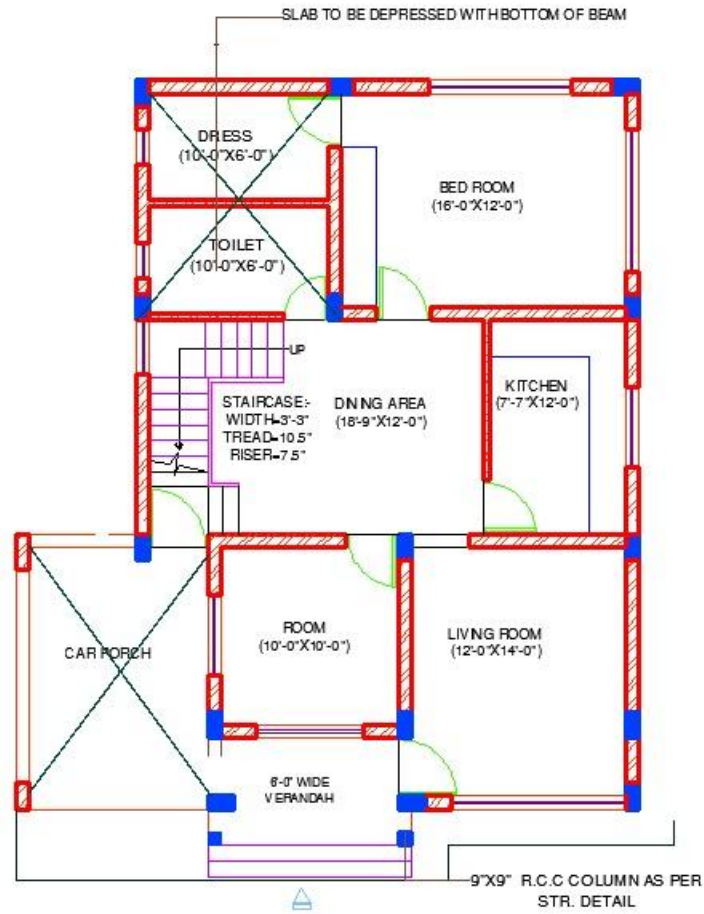 SLAB TO BE DEPRESSED WITH BOTTOM OF BEAM
DRESS
(10'-0"X6'-0")
BED ROOM
(16'-0"X12'-0")
TOILET
(10'-0"X6'-0")
UP
STAIRCASE:-
WIDTH=3'-3"
TREAD=10.5"
RISER=7.5"
DINING AREA
(18'-9"X12'-0")
KITCHEN
(7'-7"X12'-0")
CAR PORCH
ROOM
(10'-0"X10'-0")
LIVING ROOM
(12'-0"X14'-0")
6'-0" WIDE
VERANDAH
9"X9" R.C.C COLUMN AS PER
STR. DETAIL